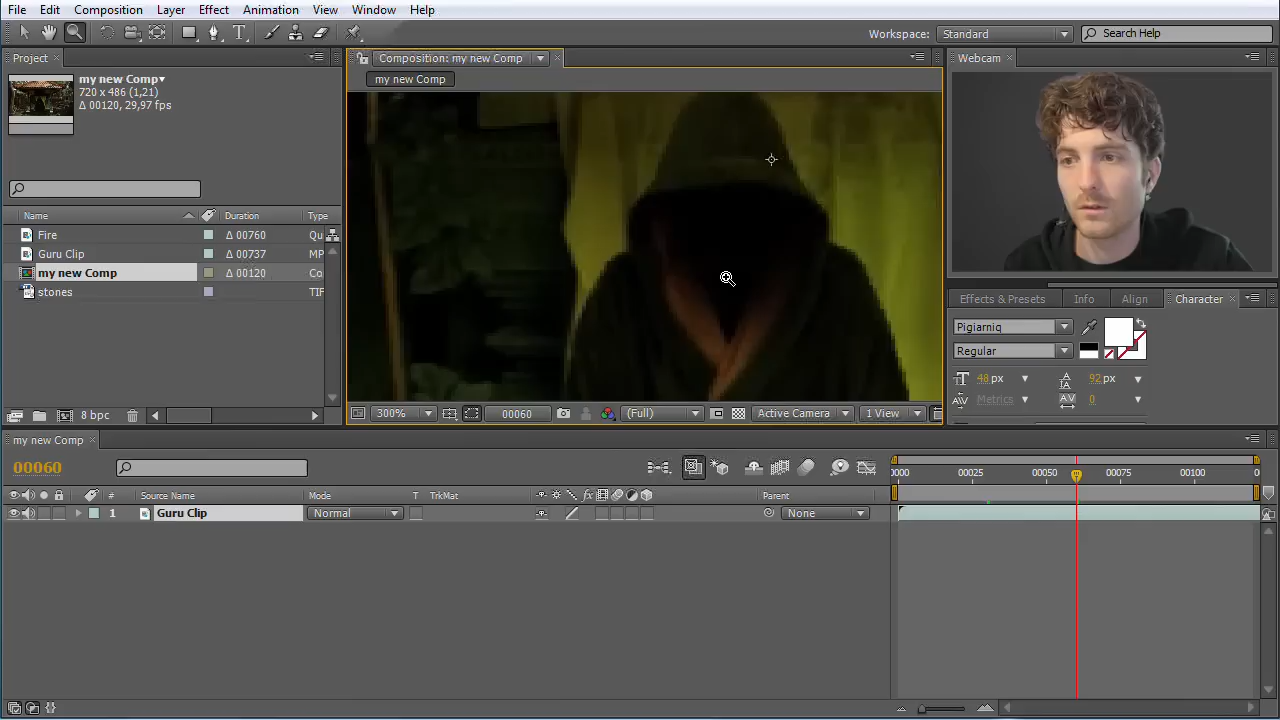 File Edit Composition Layer Effect Animation View Window Help
Workspace: Standard Search Help
Project
my new Comp▾
720 x 486 (1,21)
Δ 00120, 29,97 fps
Name Duration Type
Fire Δ 00760 Qu
Guru Clip Δ 00737 MP
my new Comp Δ 00120 Co
stones TIF
8 bpc
Composition: my new Comp
my new Comp
300% 00060 (Full) Active Camera 1 View
Webcam
Effects & Presets Info Align Character
Pigiarniq
Regular
48 px 92 px
Metrics 0
my new Comp
00060
# Source Name Mode T TrkMat Parent
1 Guru Clip Normal None
0000 00025 00050 00075 00100 0